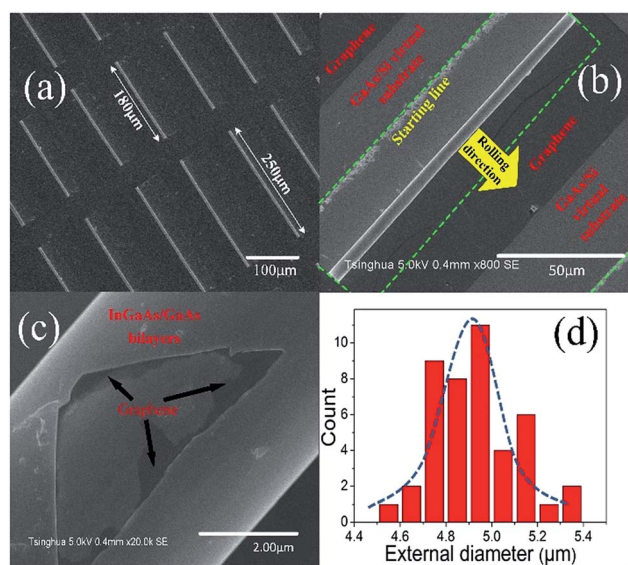 (a)
180μm
250μm
100μm
(b)
Graphene
GaAs/Si virtual
substrate
Starting line
Rolling
direction
Graphene
GaAs/Si
virtual
substrate
Tsinghua 5.0kV 0.4mm x800 SE
50μm
(c)
InGaAs/GaAs
bilayers
Graphene
Tsinghua 5.0kV 0.4mm x20.0k SE
2.00μm
(d)
Count
10
8
6
4
2
0
4.4
4.6
4.8
5.0
5.2
5.4
External diameter (μm)